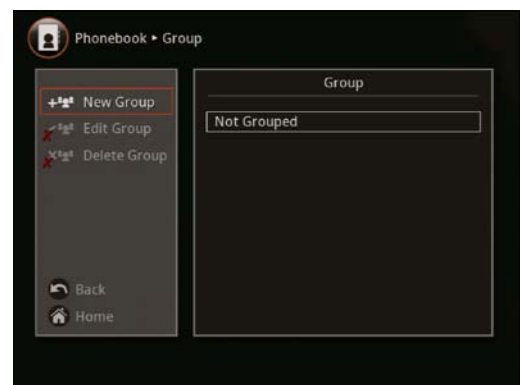 Phonebook ▸ Group
New Group
Edit Group
Delete Group
Back
Home
Group
Not Grouped